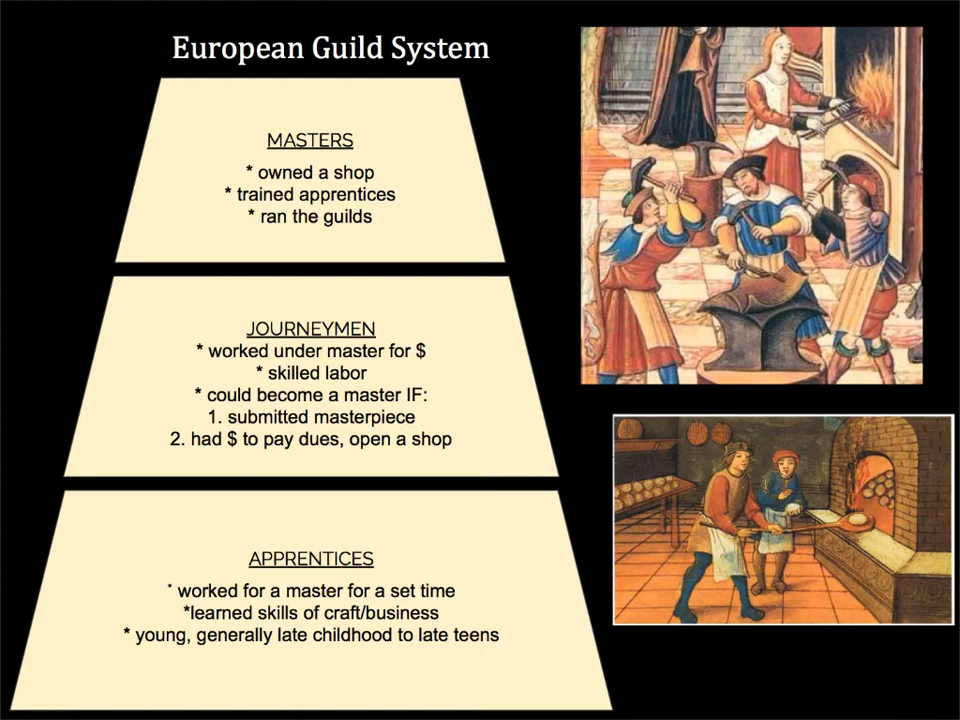 European Guild System
MASTERS
* owned a shop
* trained apprentices
* ran the guilds
JOURNEYMEN
* worked under master for $
* skilled labor
* could become a master IF:
1. submitted masterpiece
2. had $ to pay dues, open a shop
APPRENTICES
* worked for a master for a set time
*learned skills of craft/business
* young, generally late childhood to late teens